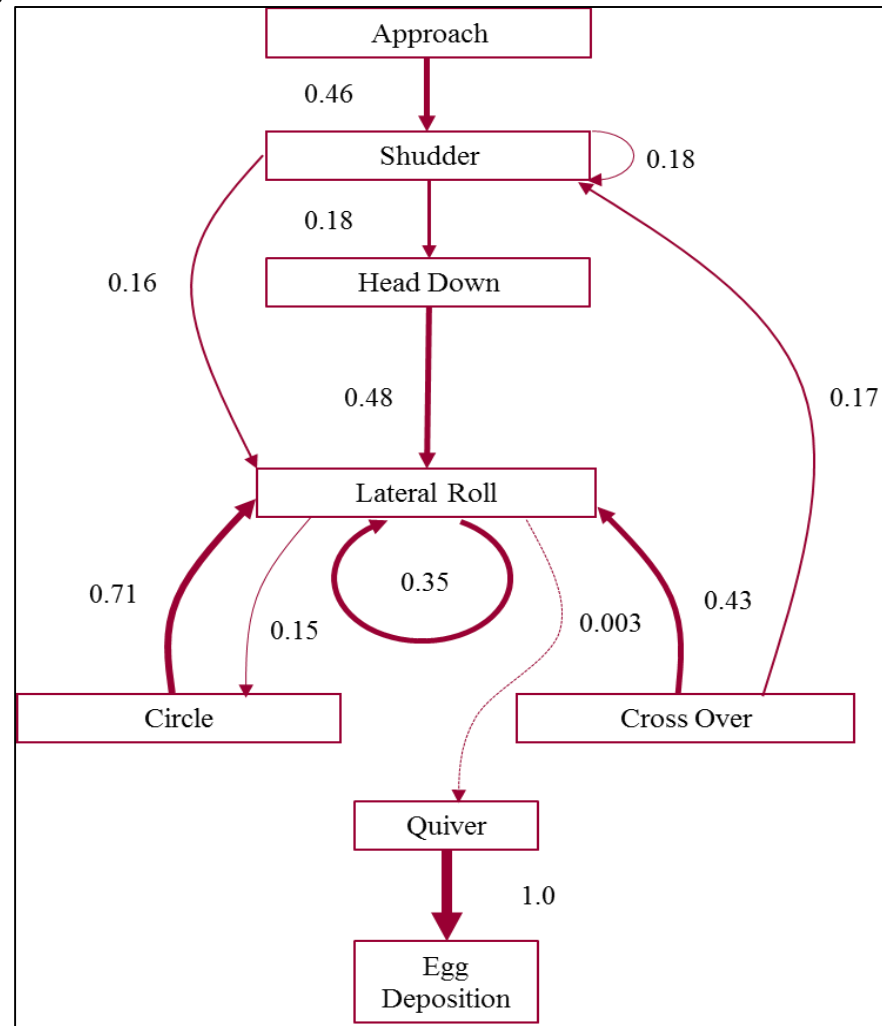 Approach
0.46
Shudder
0.18
0.18
Head Down
0.16
0.48
0.17
Lateral Roll
0.71
0.35
0.43
0.15
0.003
Circle
Cross Over
Quiver
1.0
Egg
Deposition